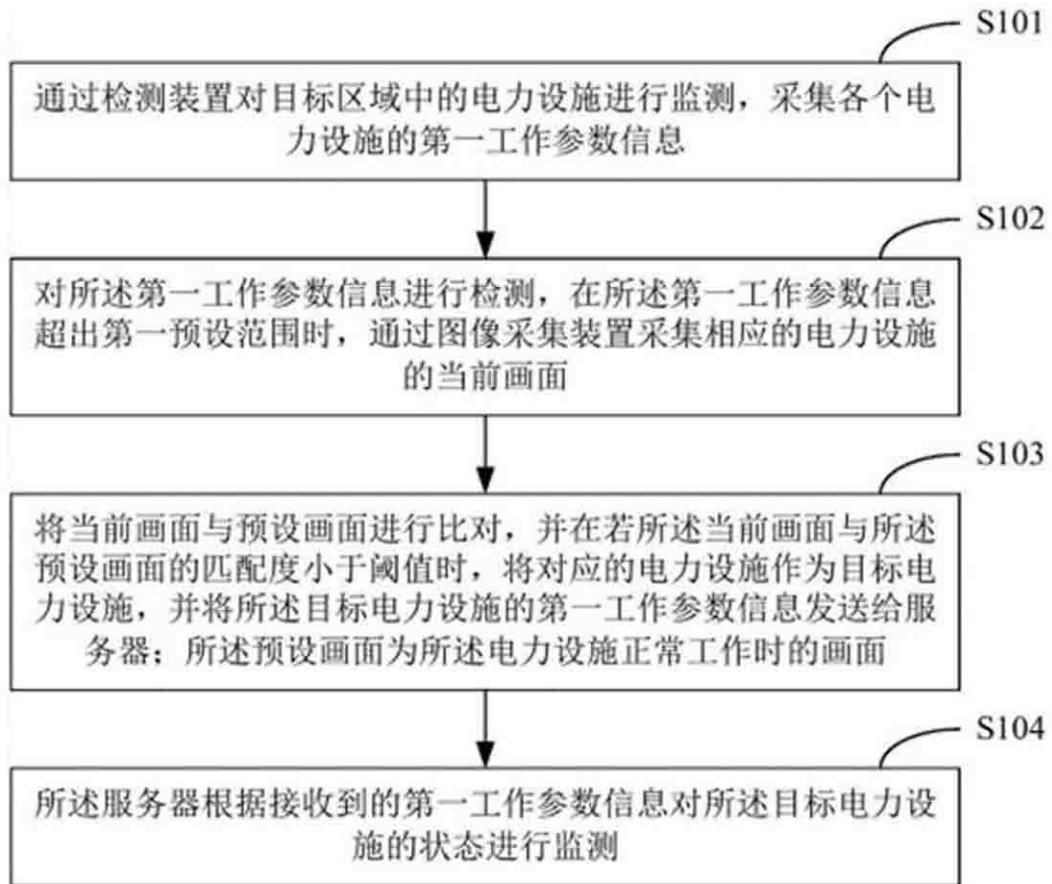 S101
通过检测装置对目标区域中的电力设施进行监测，采集各个电
力设施的第一工作参数信息
S102
对所述第一工作参数信息进行检测，在所述第一工作参数信息
超出第一预设范围时，通过图像采集装置采集相应的电力设施
的当前画面
S103
将当前画面与预设画面进行比对，并在若所述当前画面与所述
预设画面的匹配度小于阈值时，将对应的电力设施作为目标电
力设施，并将所述目标电力设施的第一工作参数信息发送给服
务器；所述预设画面为所述电力设施正常工作时的画面
S104
所述服务器根据接收到的第一工作参数信息对所述目标电力设
施的状态进行监测